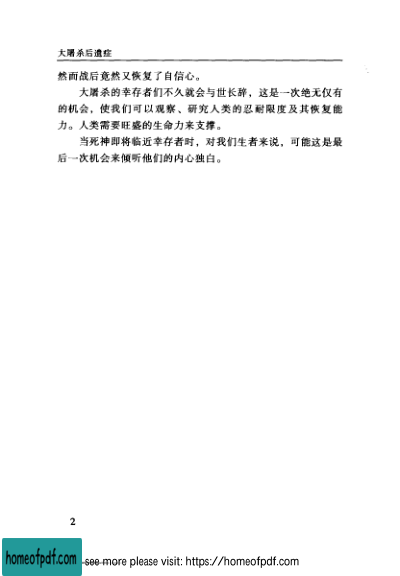 大屠杀后遗症
然而战后竟然又恢复了自信心。
大屠杀的幸存者们不久就会与世长辞，这是一次绝无仅有
的机会，使我们可以观察、研究人类的忍耐限度及其恢复能
力。人类需要旺盛的生命力来支撑。
当死神即将临近幸存者时，对我们生者来说，可能这是最
后一次机会来倾听他们的内心独白。
2
homeofpdf.com
see more please visit: https://homeofpdf.com